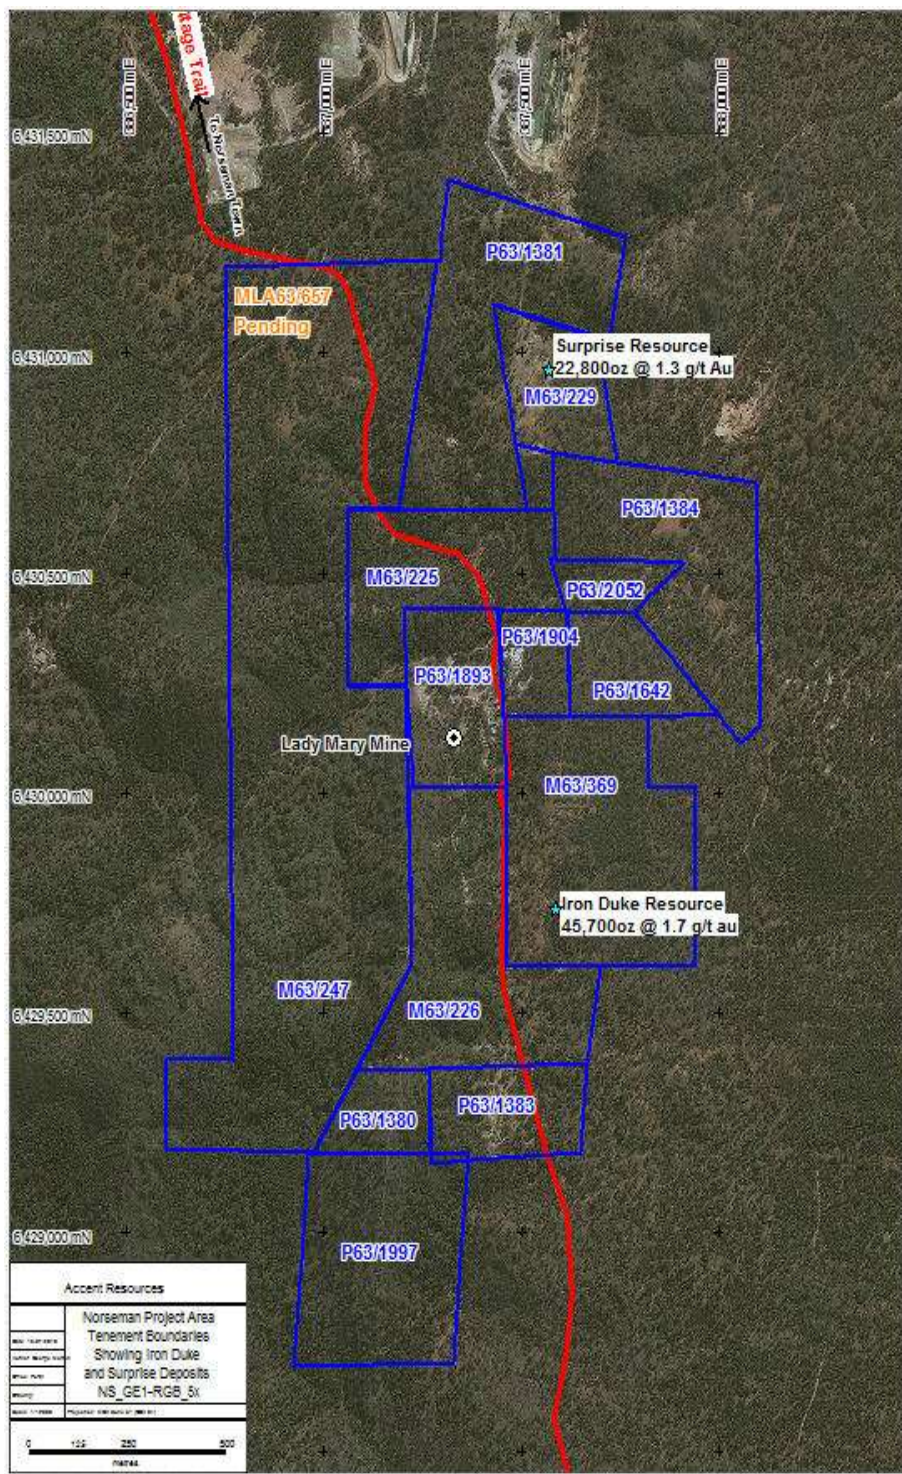 tage Trail
To Norseman Town
6,431,500 mN
P63/1381
MLA63/657
Pending
Surprise Resource
22,800oz @ 1.3 g/t Au
6,431,000 mN
M63/229
P63/1384
M63/225
6,430,500 mN
P63/2052
P63/1904
P63/1893
P63/1642
Lady Mary Mine
M63/369
6,430,000 mN
Iron Duke Resource
45,700oz @ 1.7 g/t au
M63/247
M63/226
6,429,500 mN
P63/1380
P63/1383
6,429,000 mN
P63/1997
Accent Resources
Norseman Project Area
Tenement Boundaries
Showing Iron Duke
and Surprise Deposits
NS_GE1-RGB_5x
0 125 250 500
metres